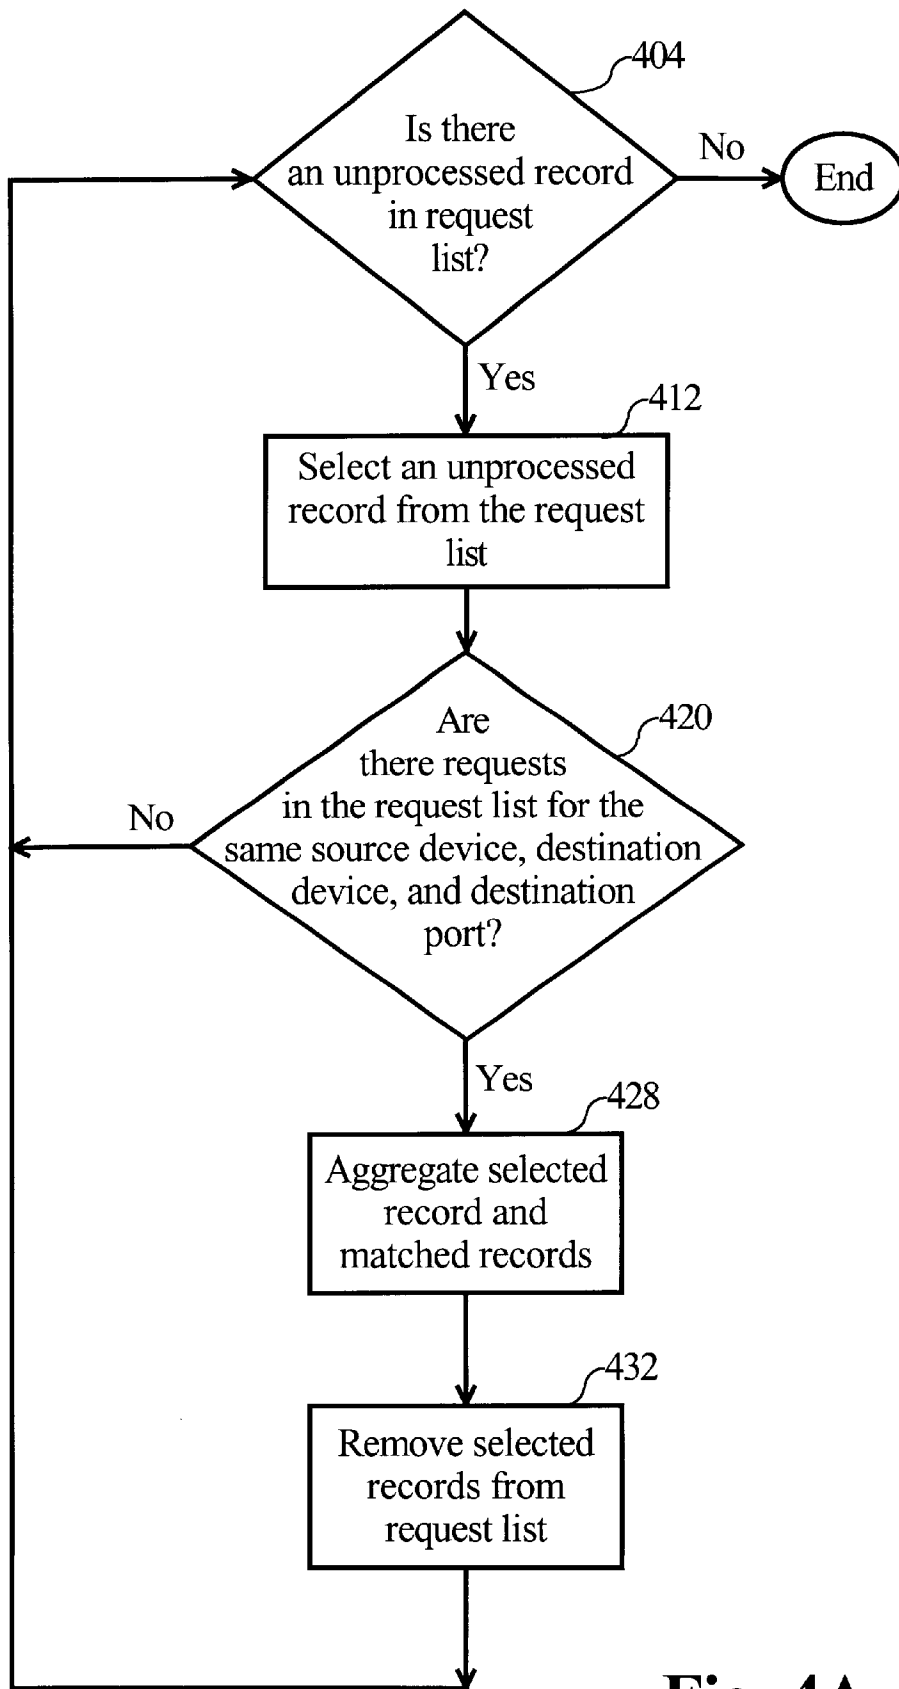 404
Is there
an unprocessed record
in request
list?
No
End
Yes
412
Select an unprocessed
record from the request
list
420
Are
there requests
in the request list for the
same source device, destination
device, and destination
port?
No
Yes
428
Aggregate selected
record and
matched records
432
Remove selected
records from
request list
Fig. 4A